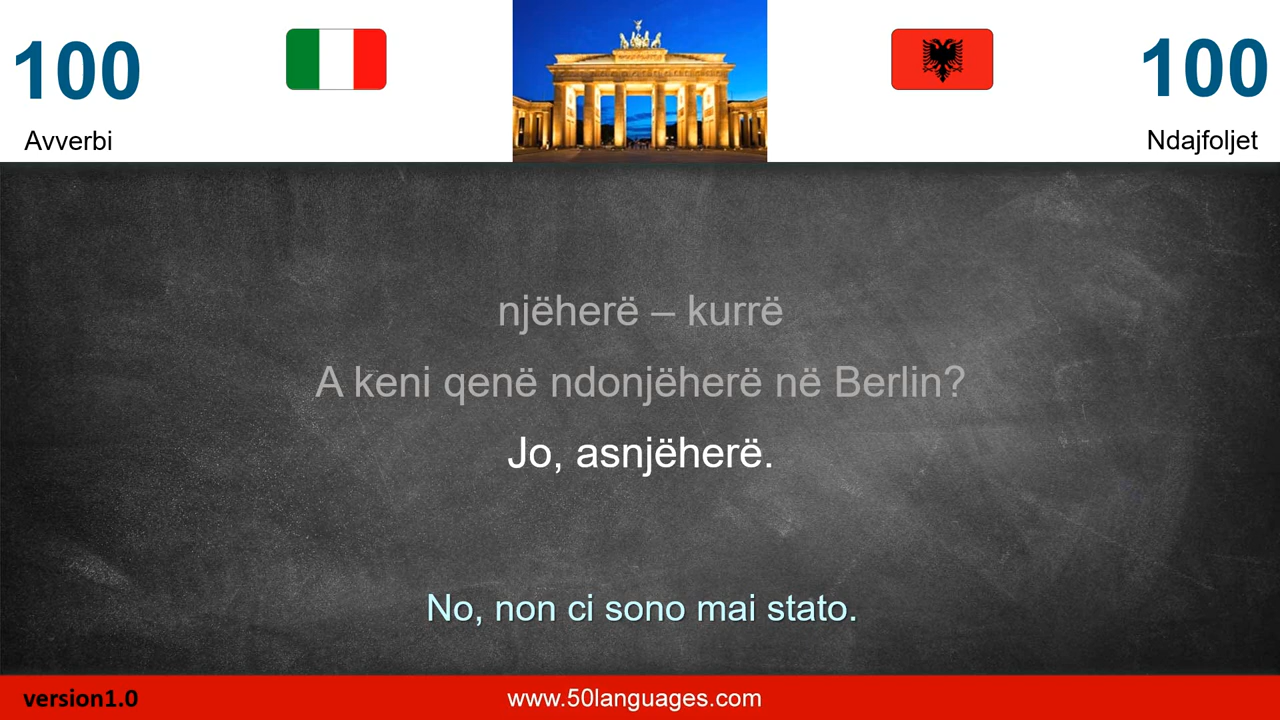 100
100
Avverbi
Ndajfoljet
njëherë – kurrë
A keni qenë ndonjëherë në Berlin?
Jo, asnjëherë.
No, non ci sono mai stato.
version1.0
www.50languages.com